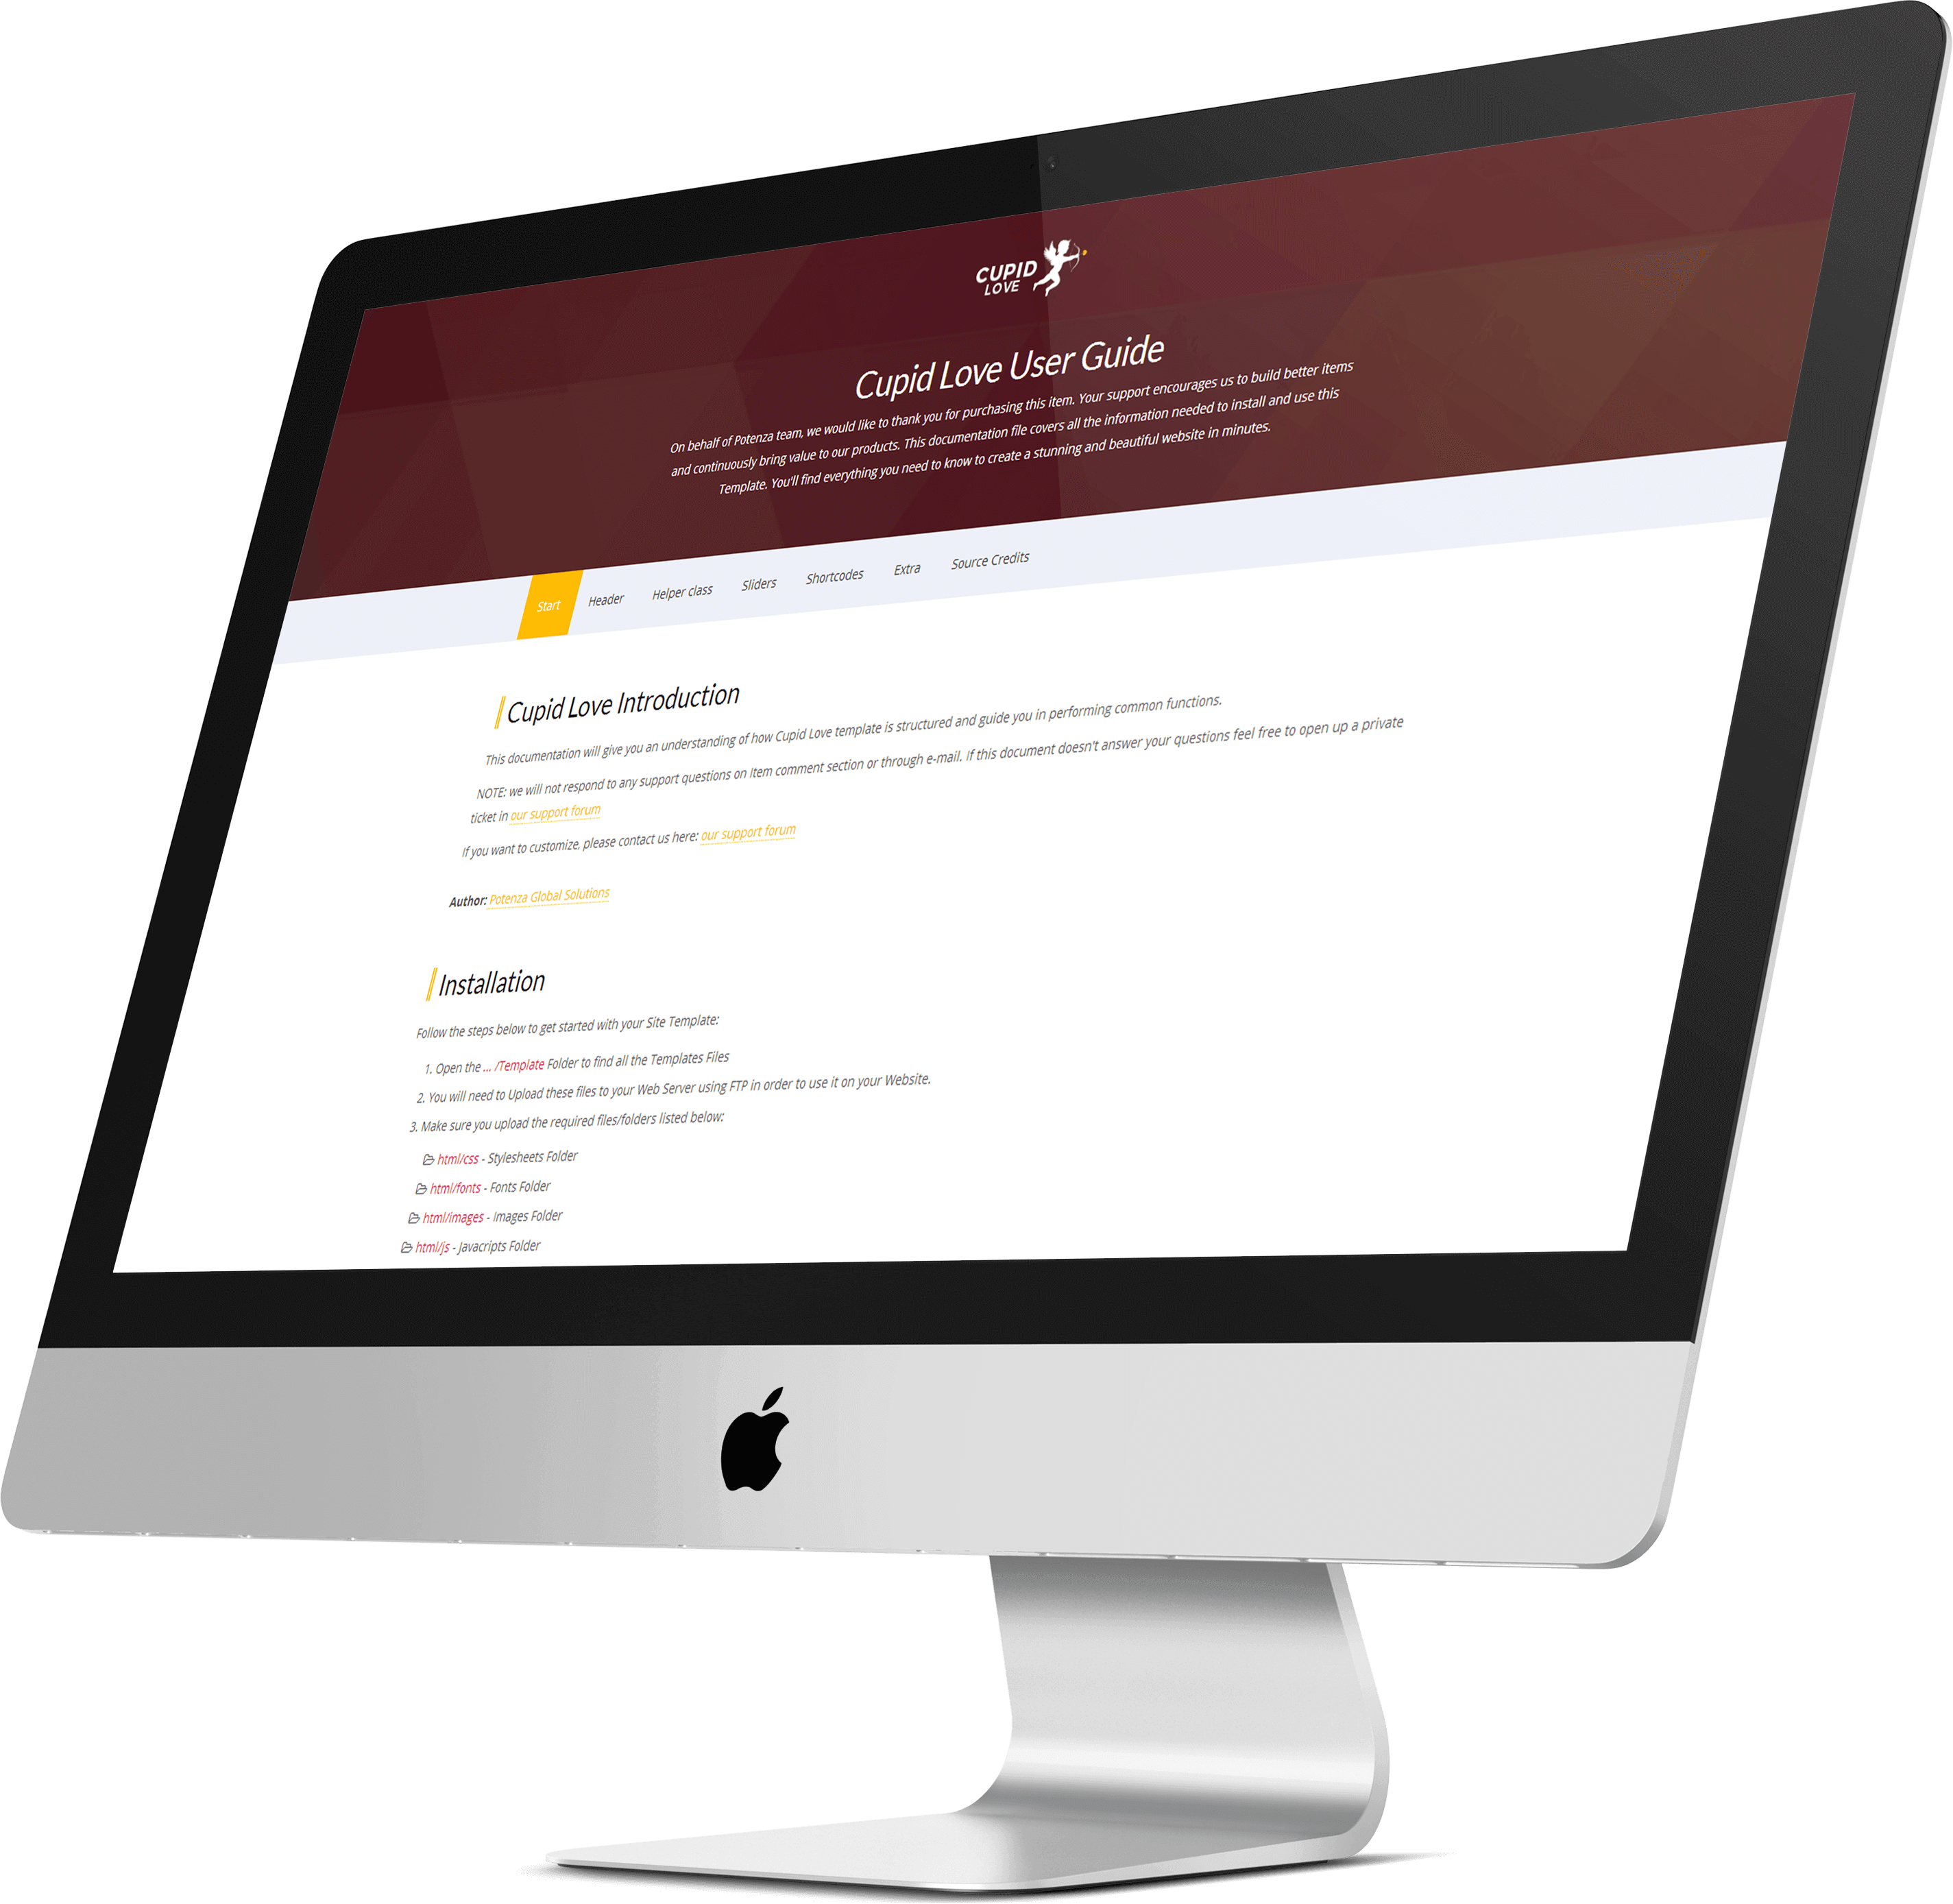 CUPID
LOVE
Cupid Love User Guide
On behalf of Potenza team, we would like to thank you for purchasing this item. Your support encourages us to build better items
and continuously bring value to our products. This documentation file covers all the information needed to install and use this
Template. You'll find everything you need to know to create a stunning and beautiful website in minutes.
Start Header Helper class Sliders Shortcodes Extra Source Credits
Cupid Love Introduction
This documentation will give you an understanding of how Cupid Love template is structured and guide you in performing common functions.
NOTE: we will not respond to any support questions on Item comment section or through e-mail. If this document doesn't answer your questions feel free to open up a private
ticket in our support forum
If you want to customize, please contact us here: our support forum
Author: Potenza Global Solutions
Installation
Follow the steps below to get started with your Site Template:
1. Open the ... /Template Folder to find all the Templates Files
2. You will need to Upload these files to your Web Server using FTP in order to use it on your Website.
3. Make sure you upload the required files/folders listed below:
html/css - Stylesheets Folder
html/fonts - Fonts Folder
html/images - Images Folder
html/js - Javacripts Folder